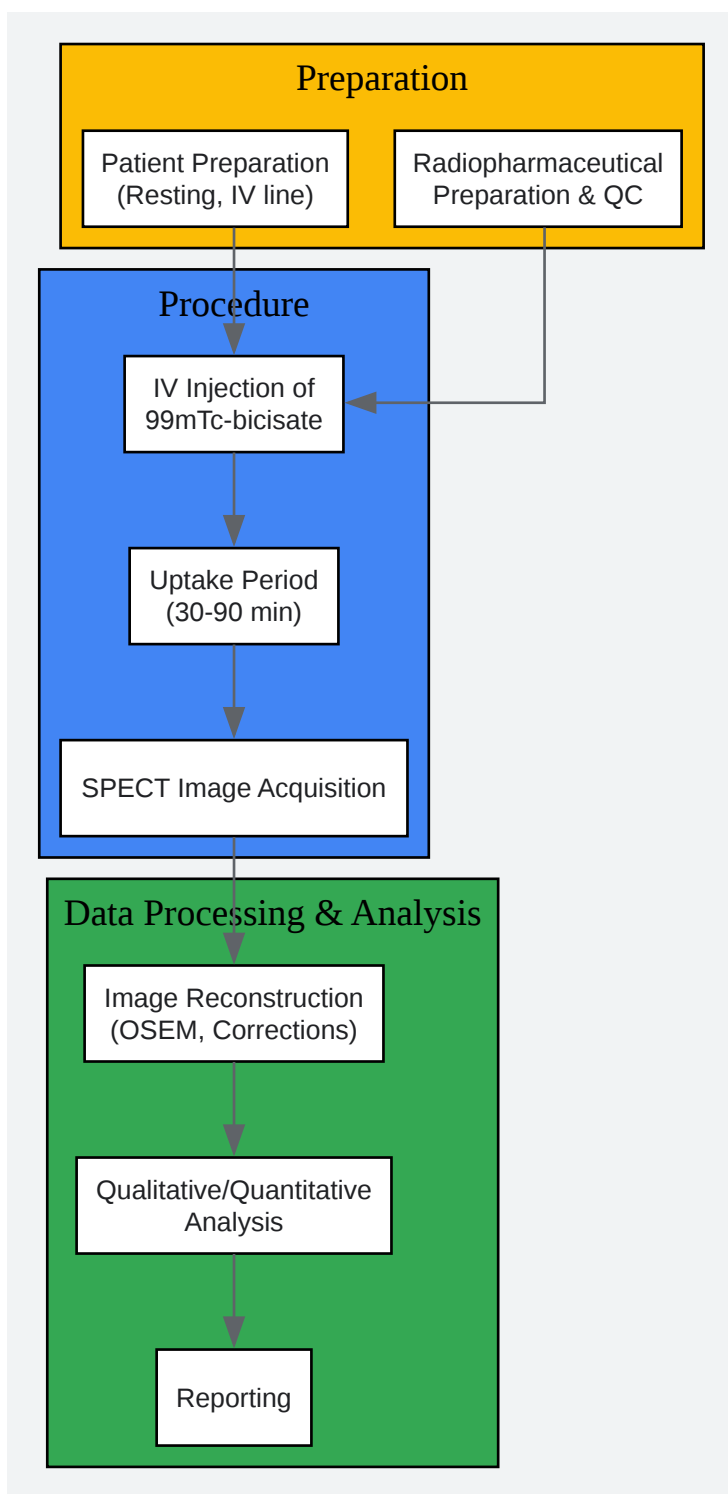 Preparation
Patient Preparation
(Resting, IV line)
Radiopharmaceutical
Preparation & QC
Procedure
IV Injection of
99mTc-bicisate
Uptake Period
(30-90 min)
SPECT Image Acquisition
Data Processing & Analysis
Image Reconstruction
(OSEM, Corrections)
Qualitative/Quantitative
Analysis
Reporting